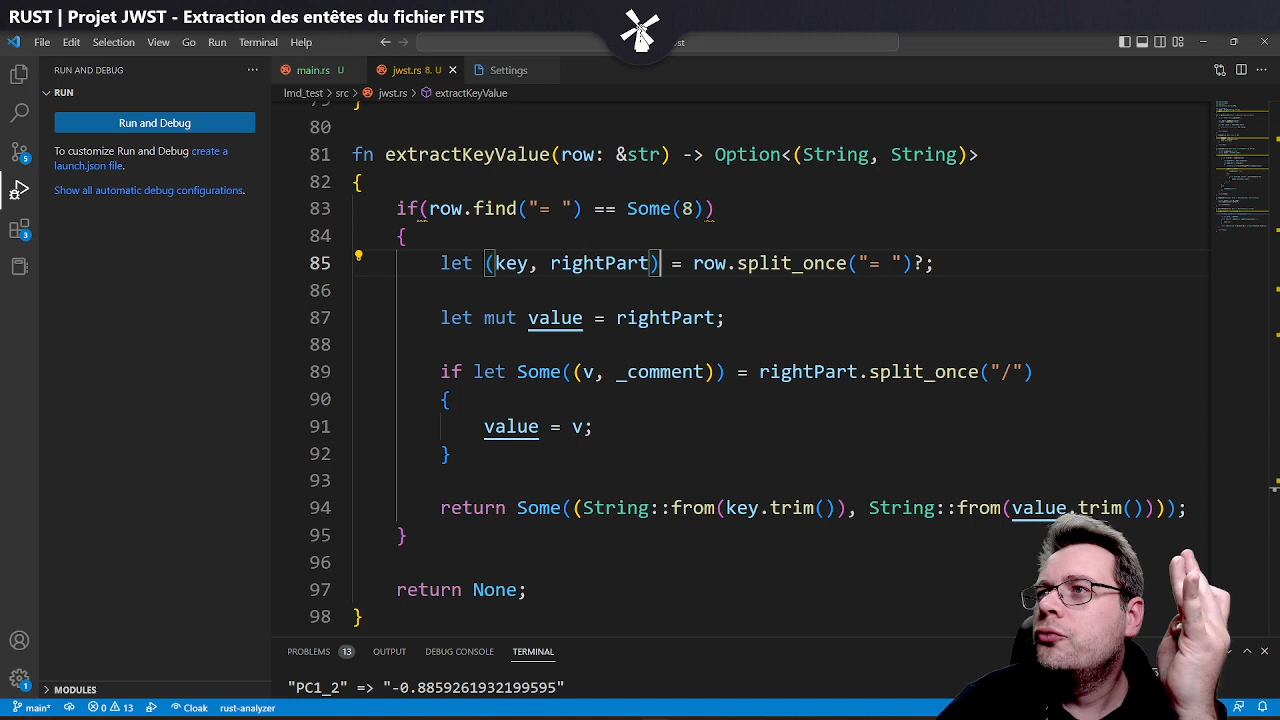 RUST | Projet JWST - Extraction des entêtes du fichier FITS
File Edit Selection View Go Run Terminal Help
st
RUN AND DEBUG
main.rs U
jwst.rs 8, U
Settings
RUN
lmd_test > src > jwst.rs > extractKeyValue
Run and Debug
To customize Run and Debug create a
launch.json file.
Show all automatic debug configurations.
80
81 fn extractKeyValue(row: &str) -> Option<(String, String)>
82 {
83 if(row.find("= ") == Some(8))
84 {
85 let (key, rightPart) = row.split_once("= ")?;
86
87 let mut value = rightPart;
88
89 if let Some((v, _comment)) = rightPart.split_once("/")
90 {
91 value = v;
92 }
93
94 return Some((String::from(key.trim()), String::from(value.trim())));
95 }
96
97 return None;
98 }
PROBLEMS 13 OUTPUT DEBUG CONSOLE TERMINAL
"PC1_2" => "-0.8859261932199595"
MODULES
main* 0 13 Cloak rust-analyzer
5
3
1